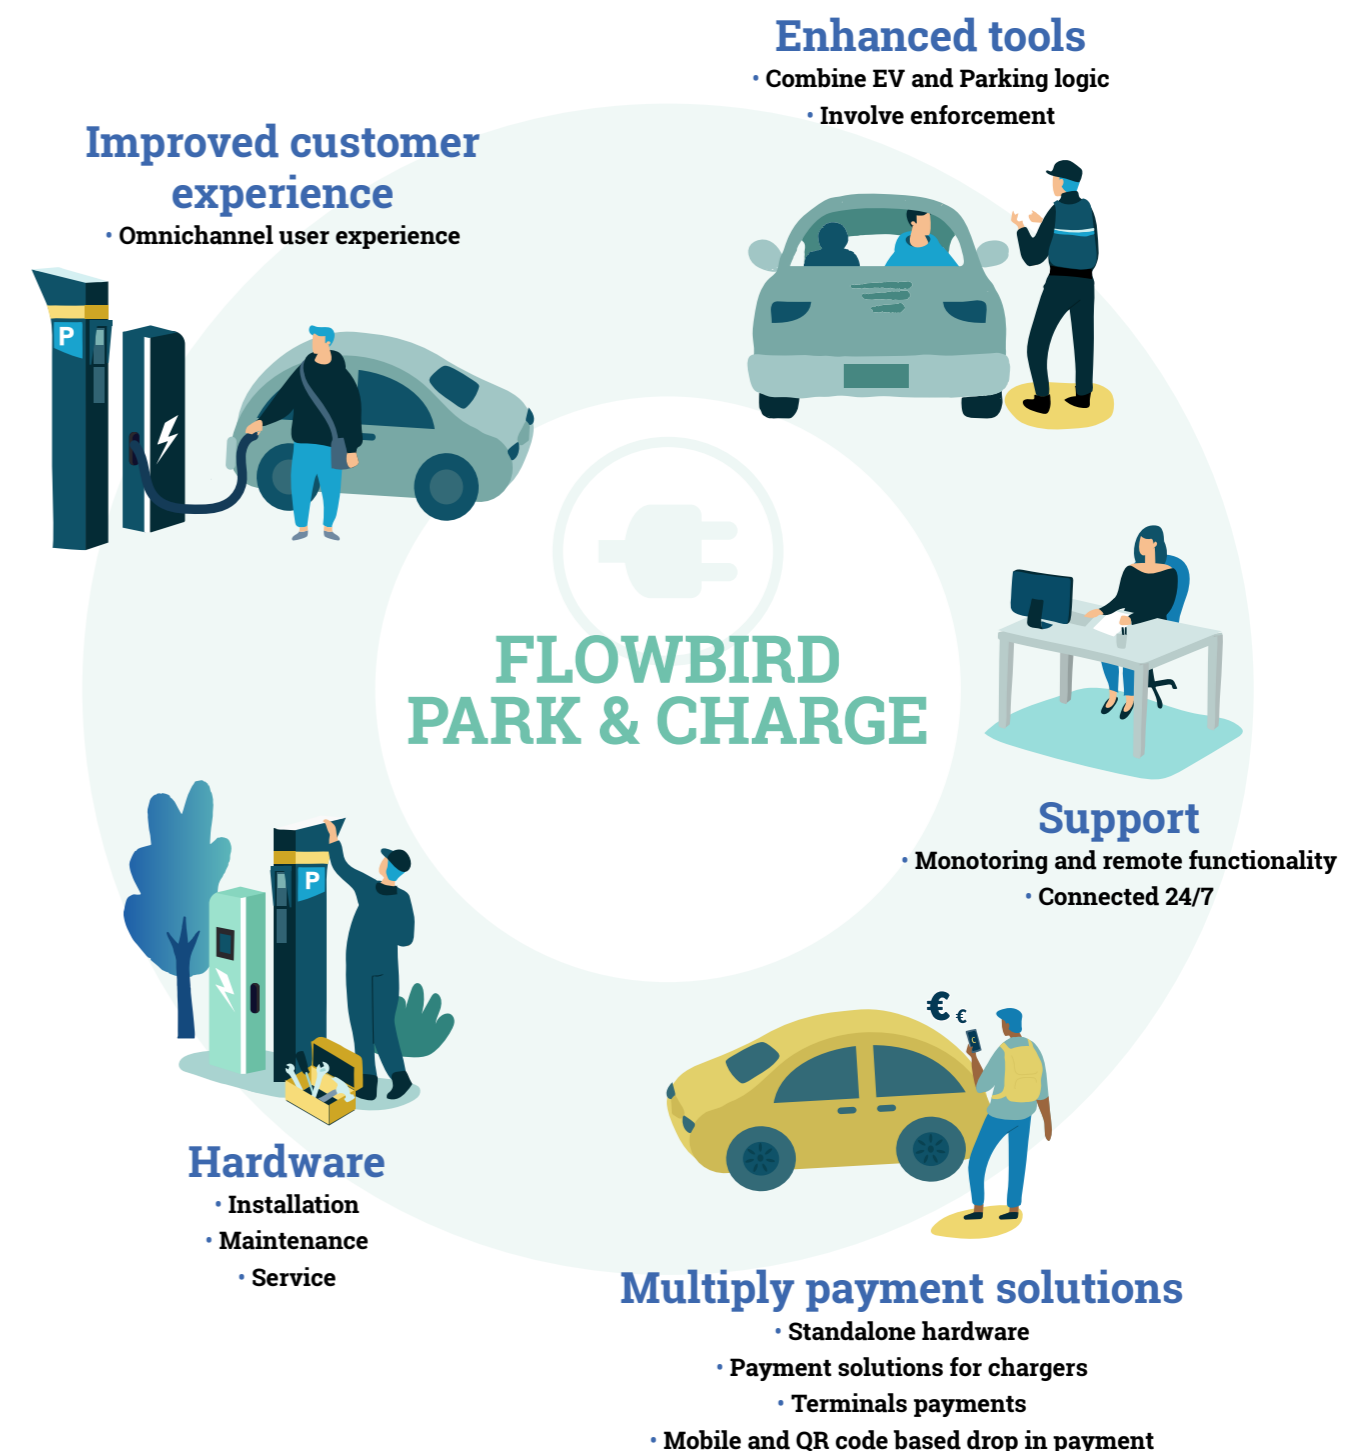 Enhanced tools
• Combine EV and Parking logic
• Involve enforcement
Improved customer
experience
• Omnichannel user experience
P
FLOWBIRD
PARK & CHARGE
Support
• Monotoring and remote functionality
• Connected 24/7
P
€ €
Hardware
• Installation
• Maintenance
• Service
Multiply payment solutions
• Standalone hardware
• Payment solutions for chargers
• Terminals payments
• Mobile and QR code based drop in payment